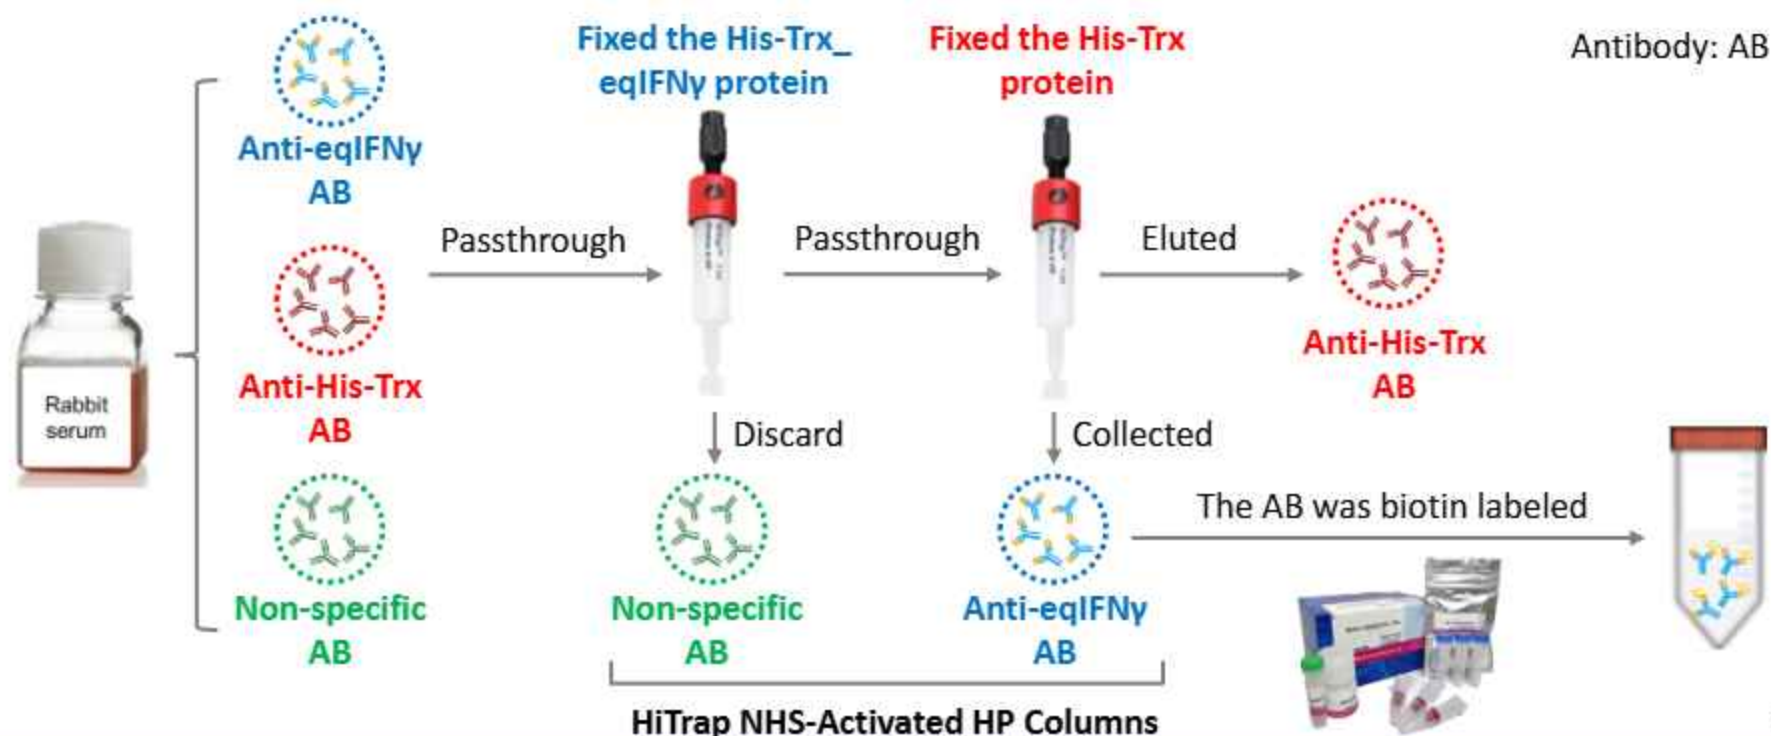 Fixed the His-Trx_
eqIFNγ protein
Fixed the His-Trx
protein
Antibody: AB
Anti-eqIFNγ
AB
Passthrough
Passthrough
Eluted
Anti-His-Trx
AB
Anti-His-Trx
AB
Rabbit
serum
Discard
Collected
The AB was biotin labeled
Non-specific
AB
Non-specific
AB
Anti-eqIFNγ
AB
HiTrap NHS-Activated HP Columns